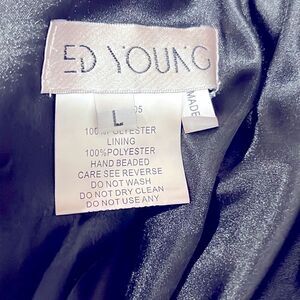 ED YOUNG
MADE
L
05
100% POLYESTER
LINING
100%POLYESTER
HAND BEADED
CARE SEE REVERSE
DO NOT WASH
DO NOT DRY CLEAN
DO NOT USE ANY